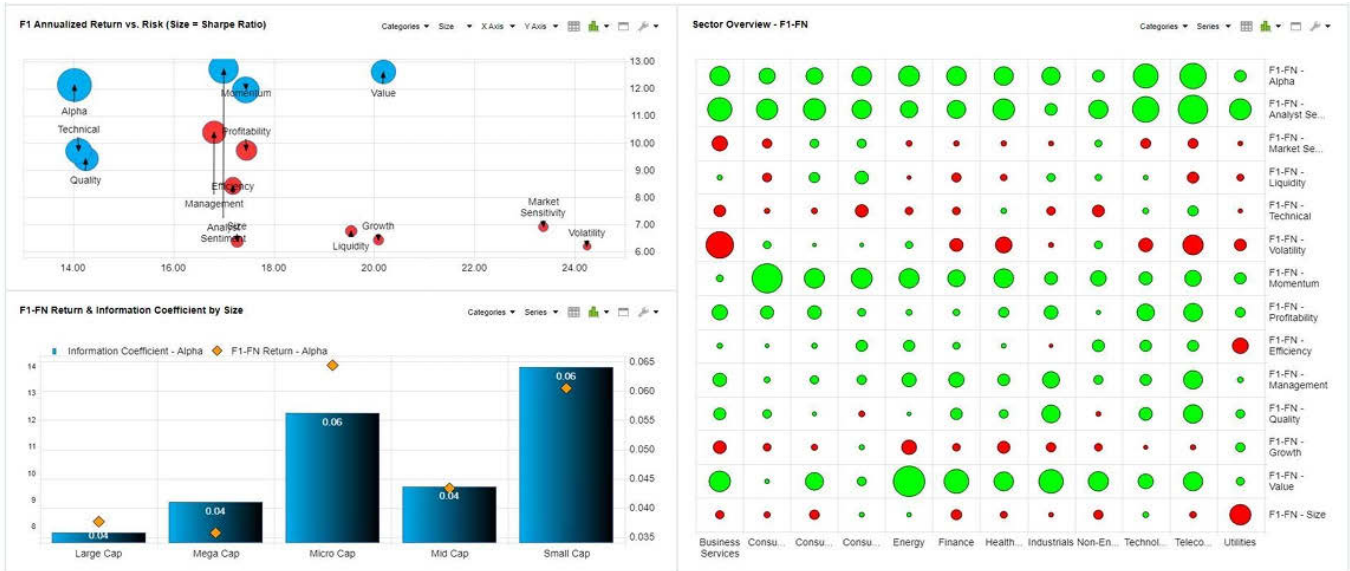 F1 Annualized Return vs. Risk (Size = Sharpe Ratio)
Categories Size X Axis Y Axis
13.00
12.00
11.00
10.00
9.00
8.00
7.00
6.00
Alpha
Technical
Quality
Momentum
Value
Profitability
Efficiency
Management
Size
Analyst
Sentiment
Liquidity
Growth
Market
Sensitivity
Volatility
14.00 16.00 18.00 20.00 22.00 24.00
F1-FN Return & Information Coefficient by Size
Categories Series
Information Coefficient - Alpha F1-FN Return - Alpha
14
13
12
11
10
9
8
0.065
0.060
0.055
0.050
0.045
0.040
0.035
0.04
0.04
0.06
0.04
0.06
Large Cap Mega Cap Micro Cap Mid Cap Small Cap
Sector Overview - F1-FN
Categories Series
F1-FN -
Alpha
F1-FN -
Analyst Se...
F1-FN -
Market Se...
F1-FN -
Liquidity
F1-FN -
Technical
F1-FN -
Volatility
F1-FN -
Momentum
F1-FN -
Profitability
F1-FN -
Efficiency
F1-FN -
Management
F1-FN -
Quality
F1-FN -
Growth
F1-FN -
Value
F1-FN - Size
Business Consu... Consu... Consu... Energy Finance Health... Industrials Non-En... Technol... Teleco... Utilities
Services